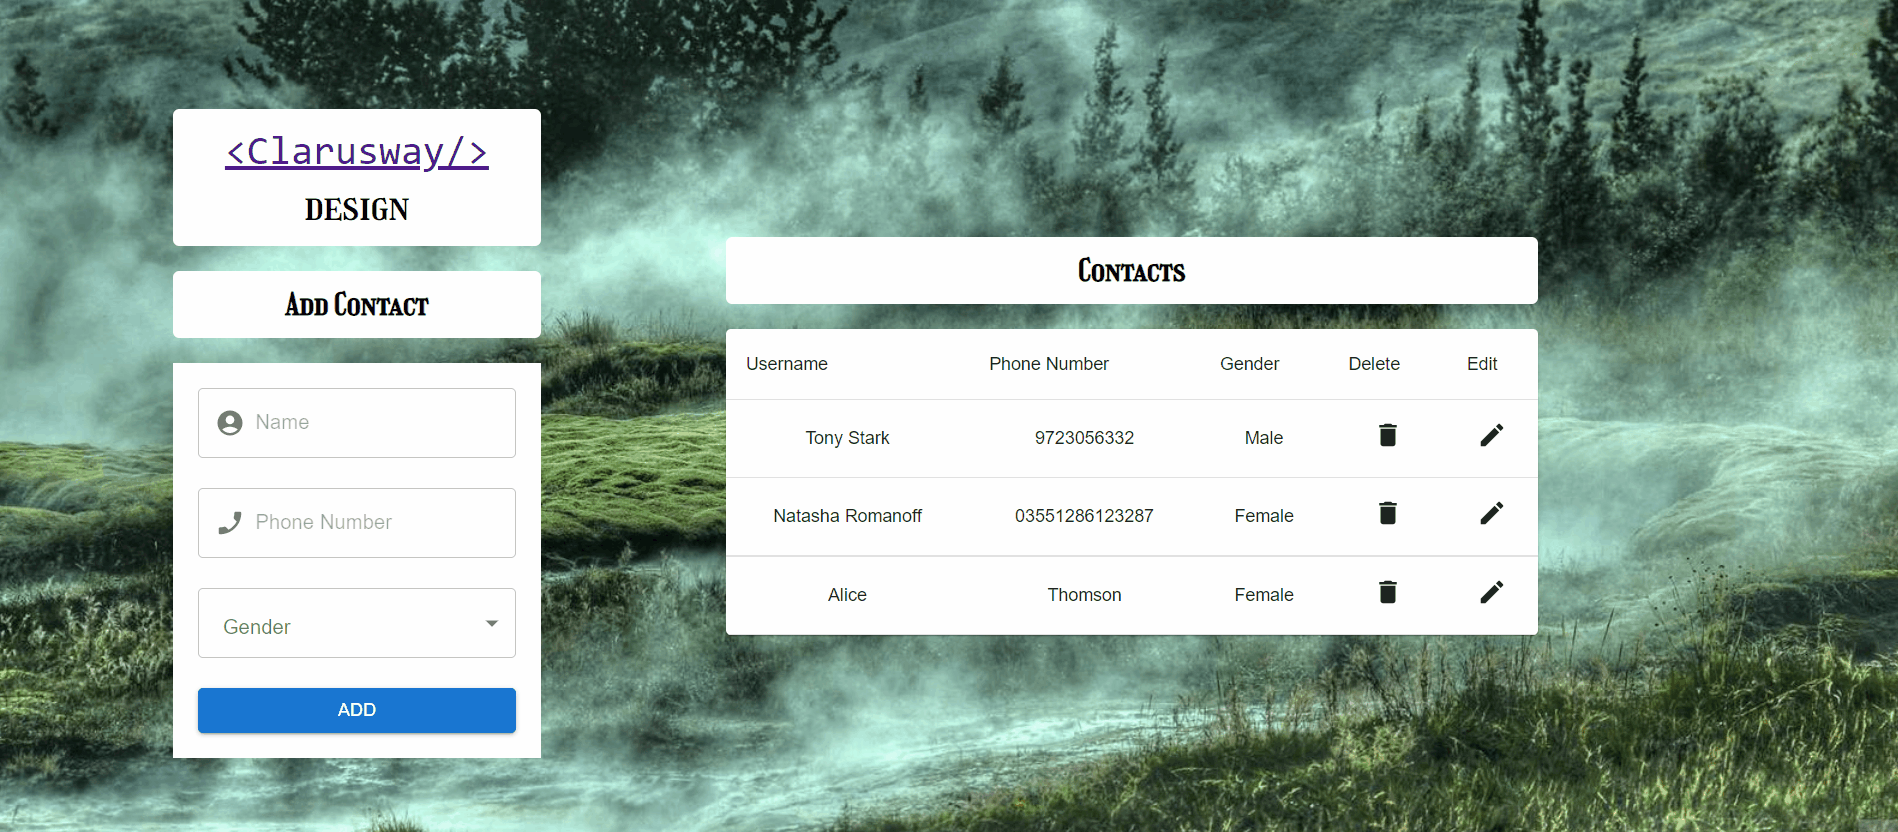 <Clarusway/>
DESIGN
Add Contact
Name
Phone Number
Gender
ADD
Contacts
Username Phone Number Gender Delete Edit
Tony Stark 9723056332 Male
Natasha Romanoff 03551286123287 Female
Alice Thomson Female